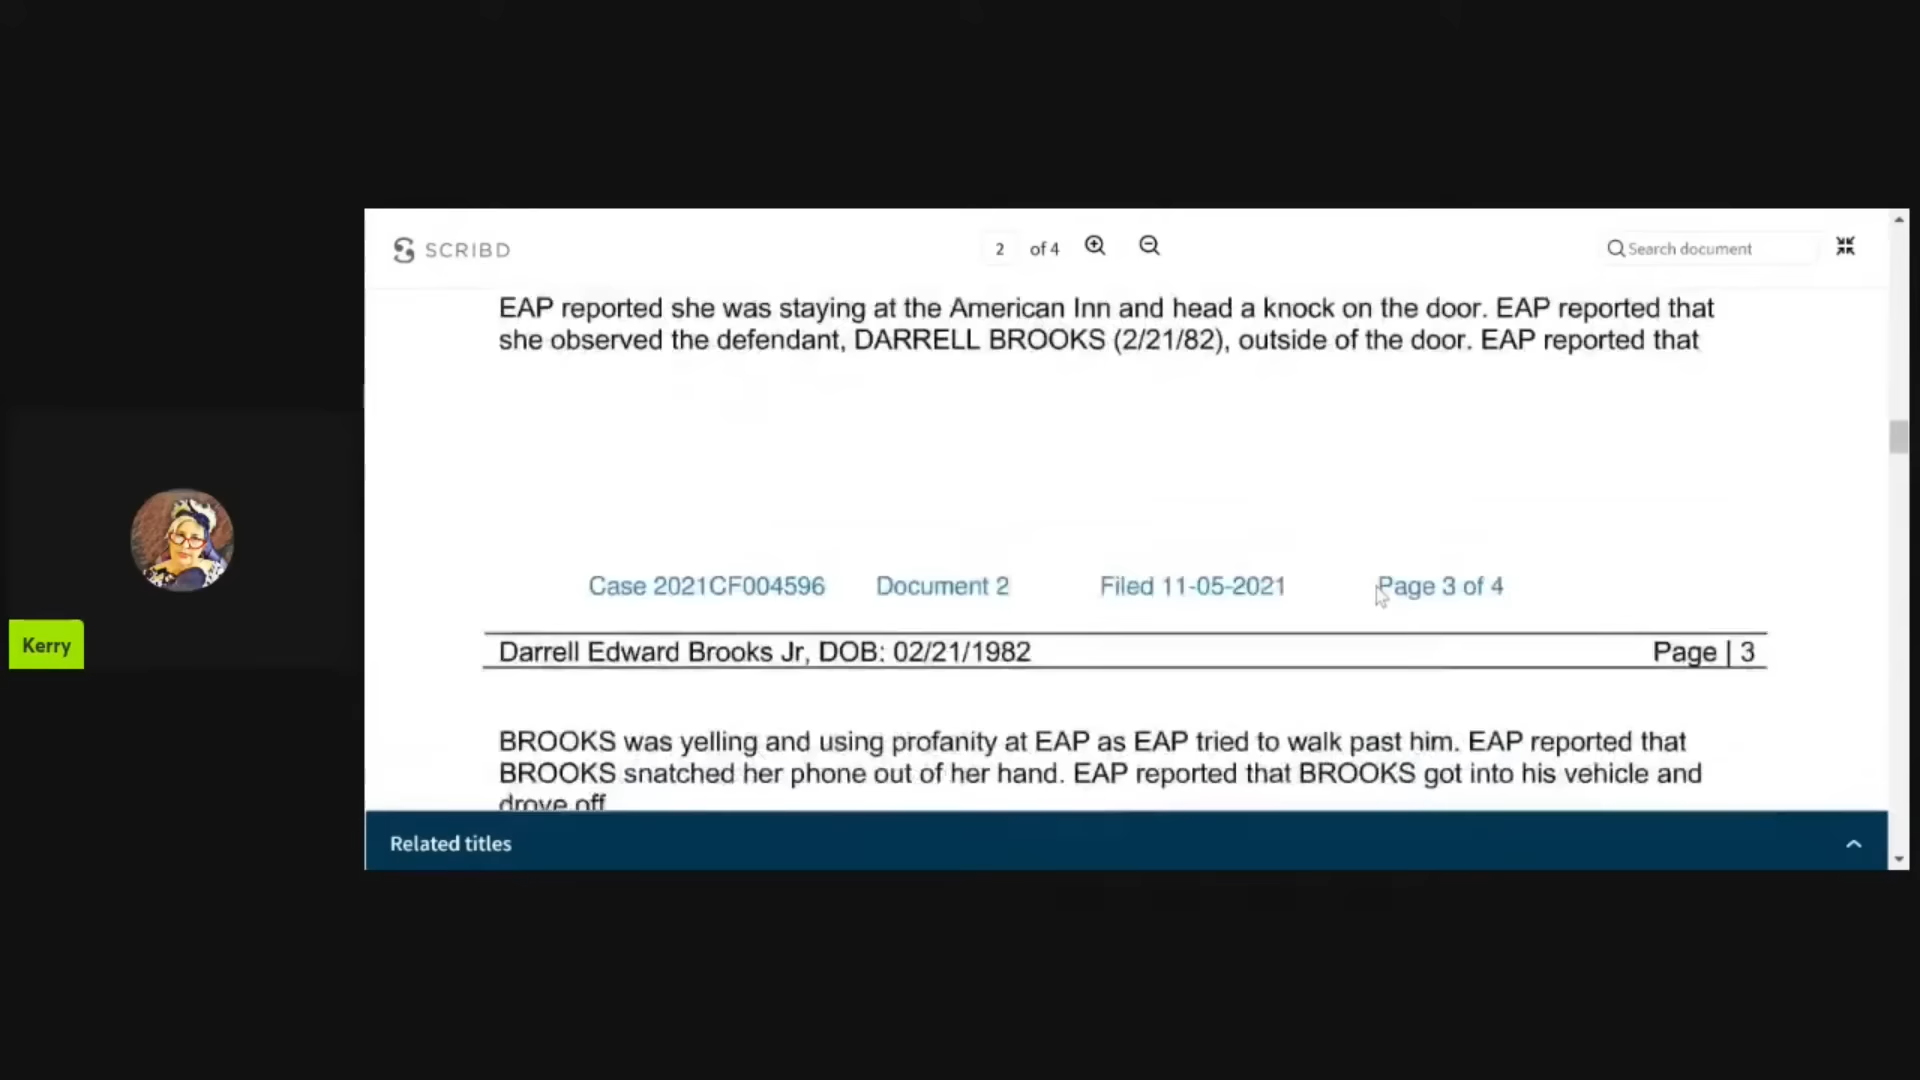 SCRIBD
2 of 4
Search document
EAP reported she was staying at the American Inn and head a knock on the door. EAP reported that
she observed the defendant, DARRELL BROOKS (2/21/82), outside of the door. EAP reported that
Case 2021CF004596 Document 2 Filed 11-05-2021 Page 3 of 4
Darrell Edward Brooks Jr, DOB: 02/21/1982 Page | 3
Kerry
BROOKS was yelling and using profanity at EAP as EAP tried to walk past him. EAP reported that
BROOKS snatched her phone out of her hand. EAP reported that BROOKS got into his vehicle and
drove off
Related titles